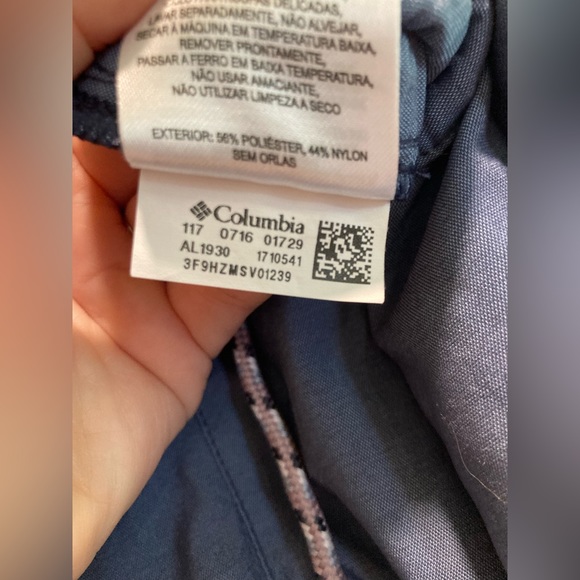 DELICADAS,
LAVAR SEPARADAMENTE, NÃO ALVEJAR,
SECAR À MÁQUINA EM TEMPERATURA BAIXA,
REMOVER PRONTAMENTE,
PASSAR A FERRO EM BAIXA TEMPERATURA,
NÃO USAR AMACIANTE,
NÃO UTILIZAR LIMPEZA A SECO
EXTERIOR: 56% POLIÉSTER, 44% NYLON
SEM ORLAS
Columbia
117 0716 01729
AL1930 1710541
3F9HZMSV01239